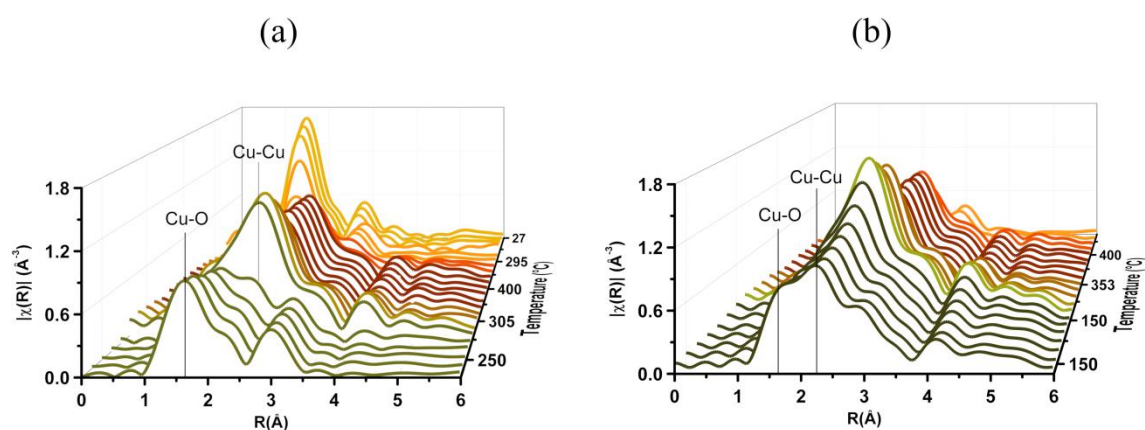 (a)
(b)
1.8
1.2
0.6
0.0
|χ(R)| (Å⁻³)
Cu-O
Cu-Cu
0 1 2 3 4 5 6
R(Å)
27
295
400
305
250
Temperature (°C)
1.8
1.2
0.6
0.0
|χ(R)| (Å⁻³)
Cu-O
Cu-Cu
0 1 2 3 4 5 6
R(Å)
400
353
150
150
Temperature (°C)